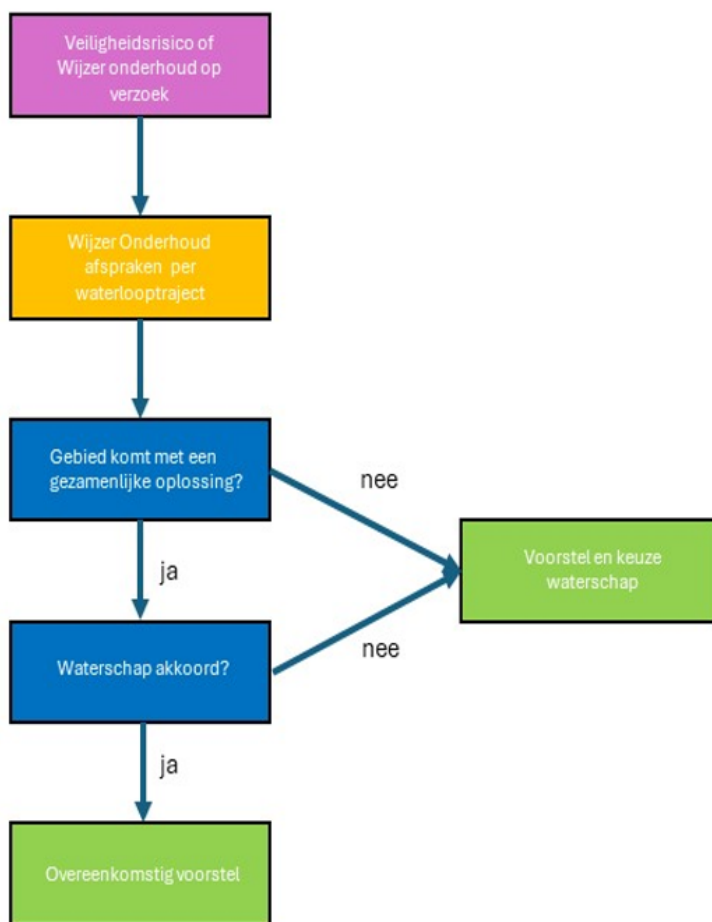 Veiligheidsrisico of
Wijzer onderhoud op
verzoek
Wijzer Onderhoud
afspraken per
waterlooptraject
Gebied komt met een
gezamenlijke oplossing?
nee
Voorstel en keuze
waterschap
ja
Waterschap akkoord?
nee
ja
Overeenkomstig voorstel